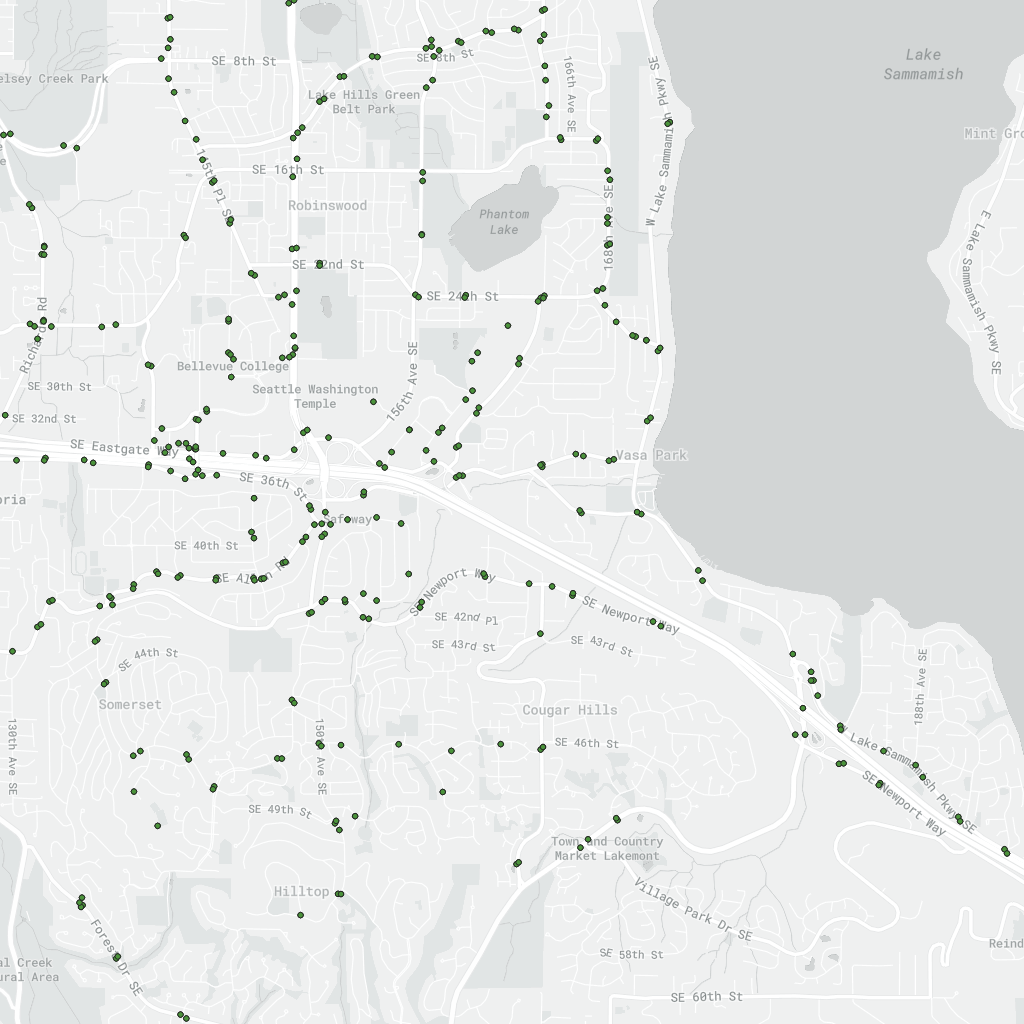 Lake
Sammamish
SE 8th St
SE 8th St
166th Ave SE
W Lake Sammamish Pkwy SE
elsey Creek Park
Lake Hills Green
Belt Park
Mint Gro
SE 16th St
Robinswood
Phantom
Lake
168th Ave SE
E Lake Sammamish Pkwy SE
SE 22nd St
SE 24th St
Richards Rd
Bellevue College
SE 30th St
Seattle Washington
Temple
156th Ave SE
SE 32nd St
SE Eastgate Way
Vasa Park
SE 36th St
oria
Safeway
SE 40th St
SE Allen Rd
SE Newport Way
SE Newport Way
SE 42nd Pl
SE 43rd St
SE 43rd St
SE 44th St
188th Ave SE
Somerset
Cougar Hills
130th Ave SE
150th Ave SE
SE 46th St
W Lake Sammamish Pkwy SE
SE Newport Way
SE 49th St
Town and Country
Market Lakemont
Hilltop
Village Park Dr SE
Forest Dr SE
SE 58th St
Reind
al Creek
ural Area
SE 60th St